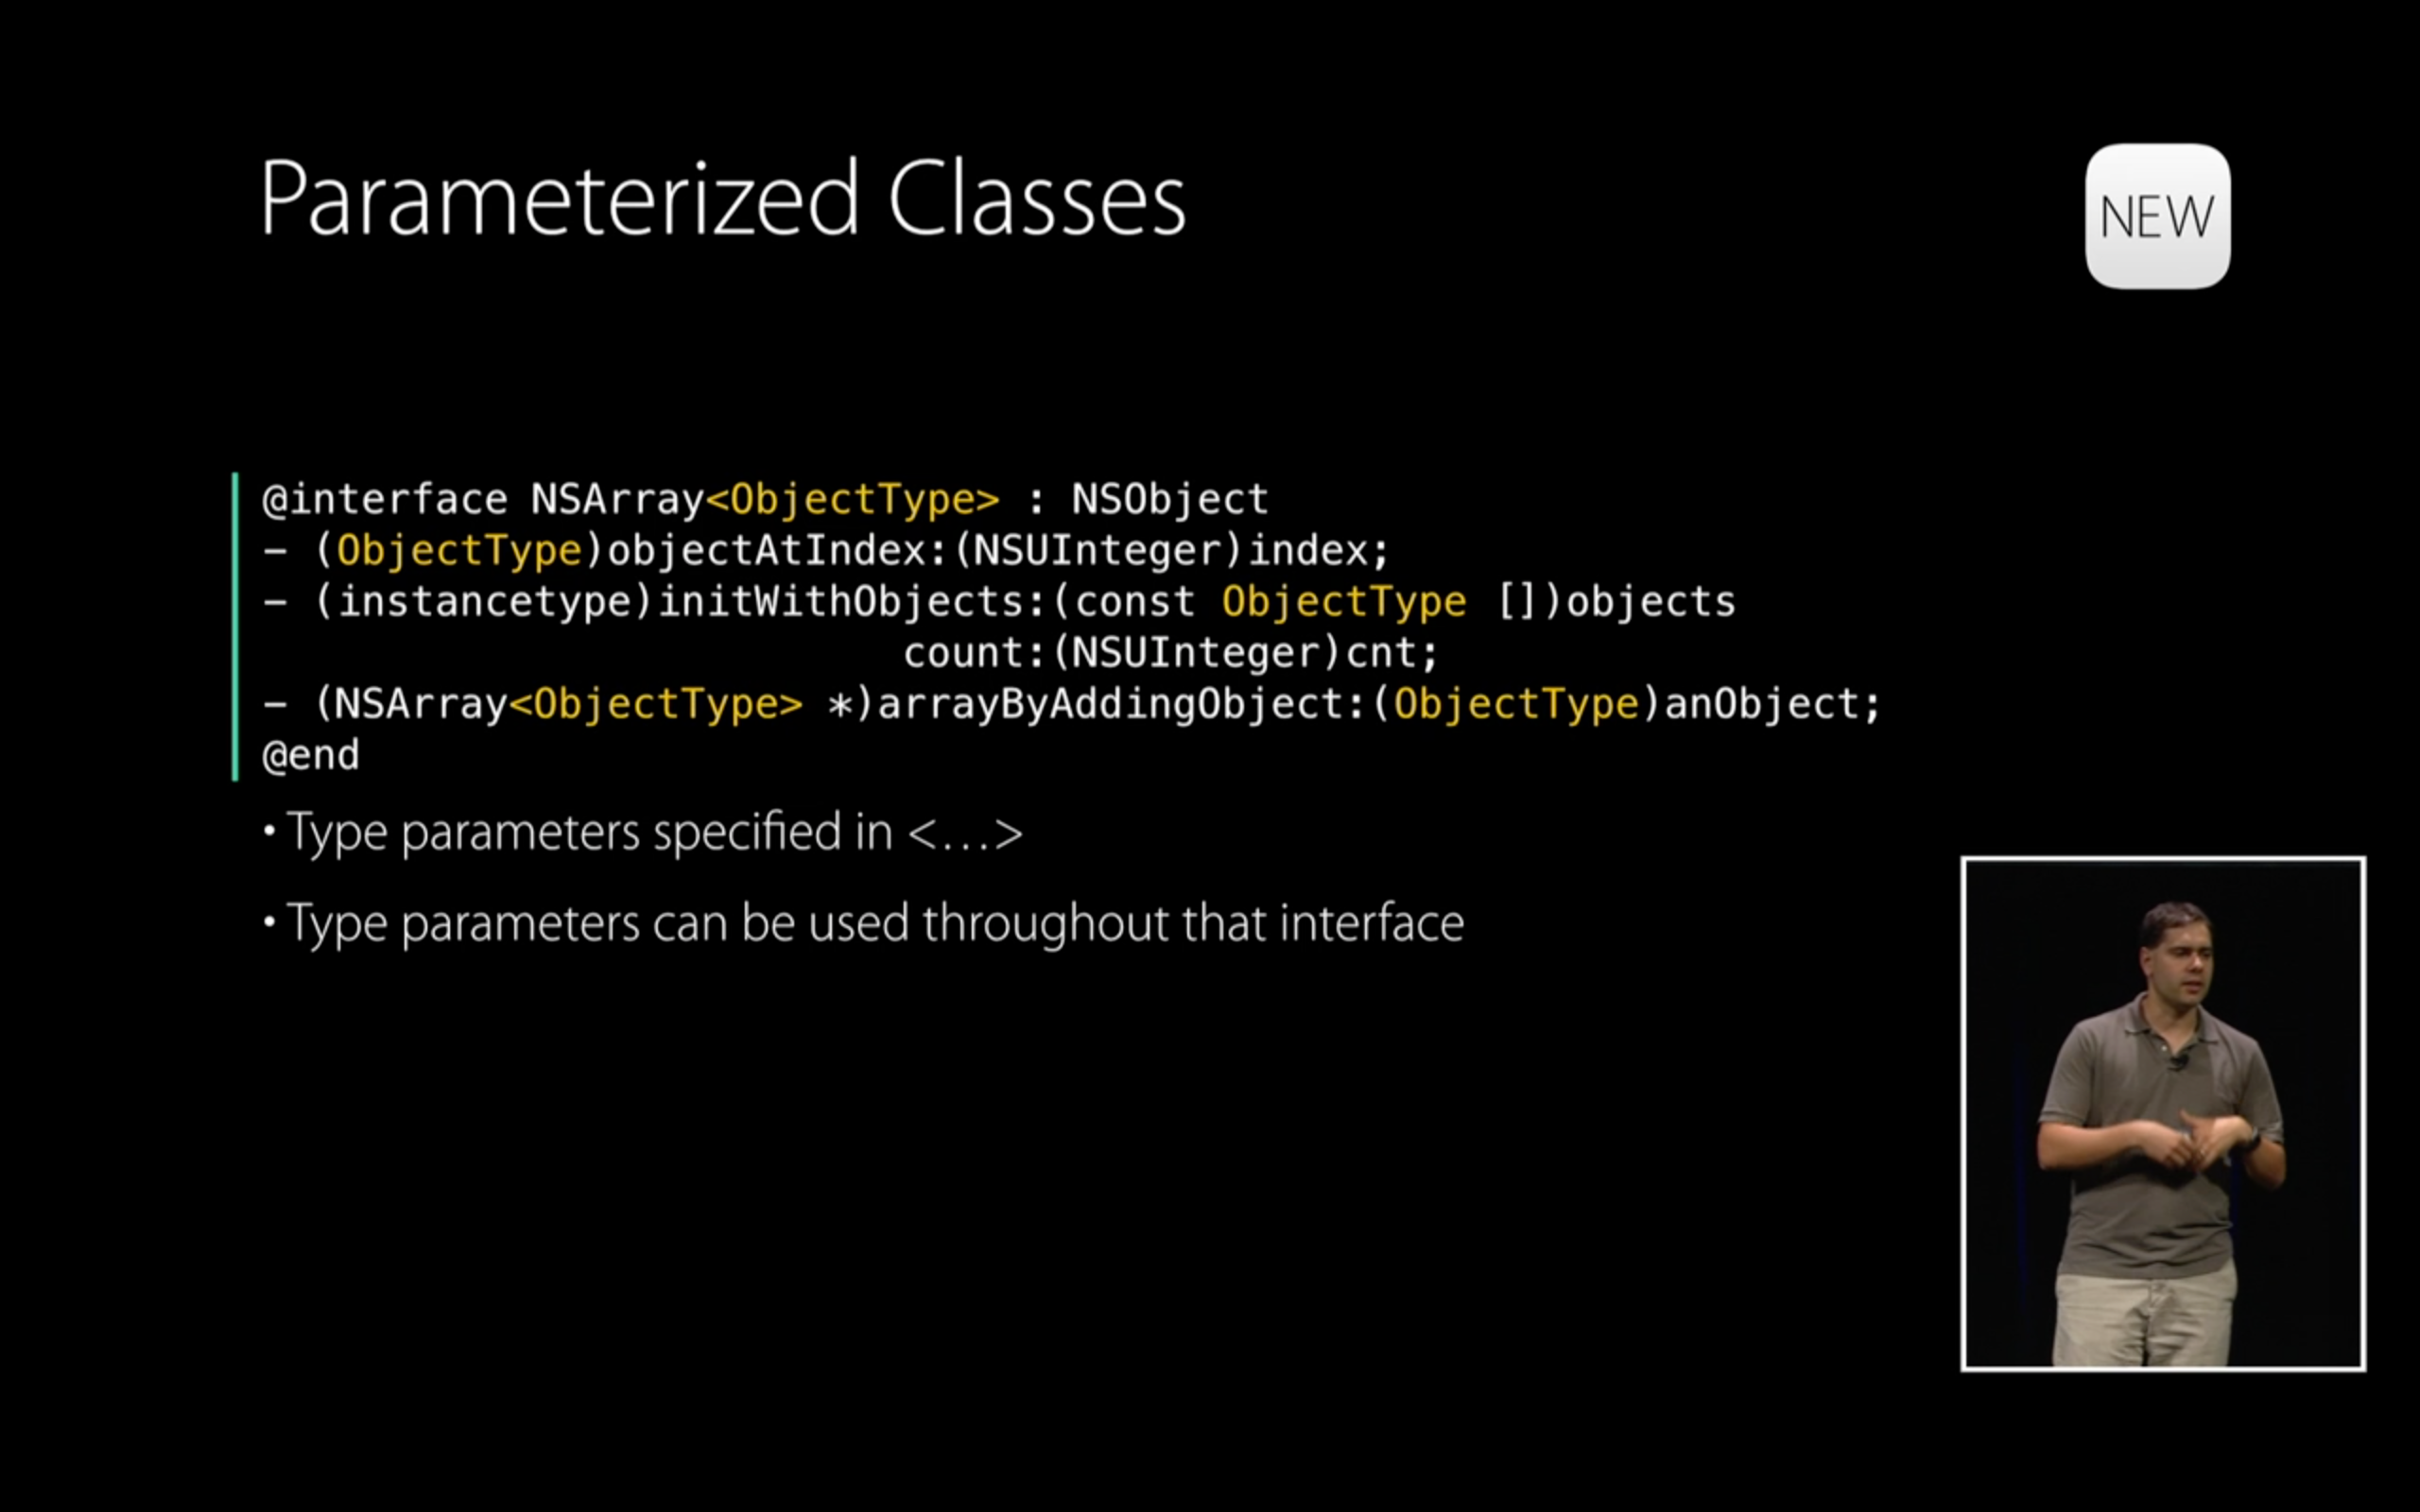 Parameterized Classes
NEW
@interface NSArray<ObjectType> : NSObject
– (ObjectType)objectAtIndex:(NSUInteger)index;
– (instancetype)initWithObjects:(const ObjectType [])objects
count:(NSUInteger)cnt;
– (NSArray<ObjectType> *)arrayByAddingObject:(ObjectType)anObject;
@end
• Type parameters specified in <…>
• Type parameters can be used throughout that interface